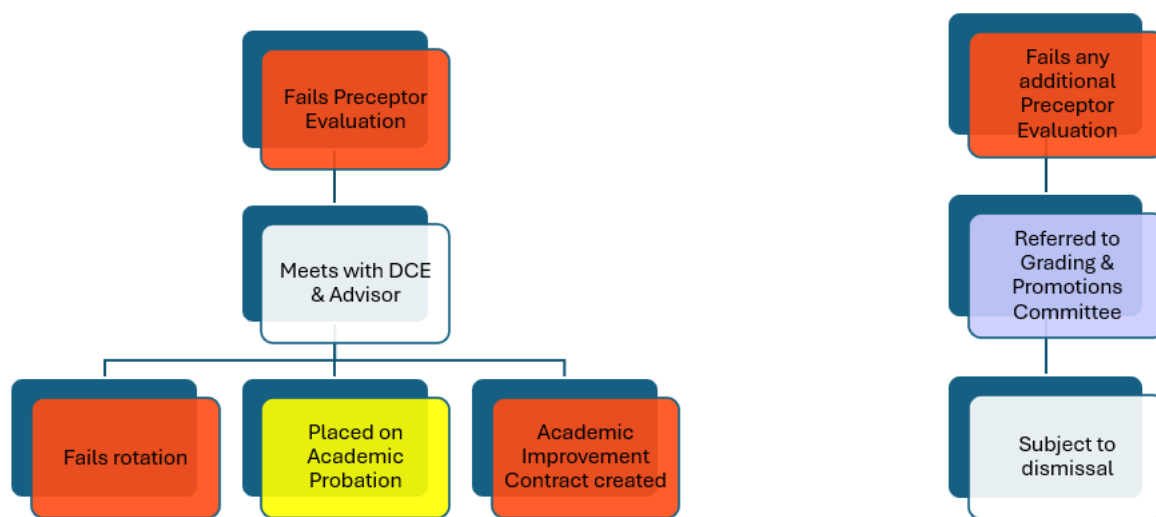 Fails Preceptor
Evaluation
Meets with DCE
& Advisor
Fails rotation
Placed on
Academic
Probation
Academic
Improvement
Contract created
Fails any
additional
Preceptor
Evaluation
Referred to
Grading &
Promotions
Committee
Subject to
dismissal